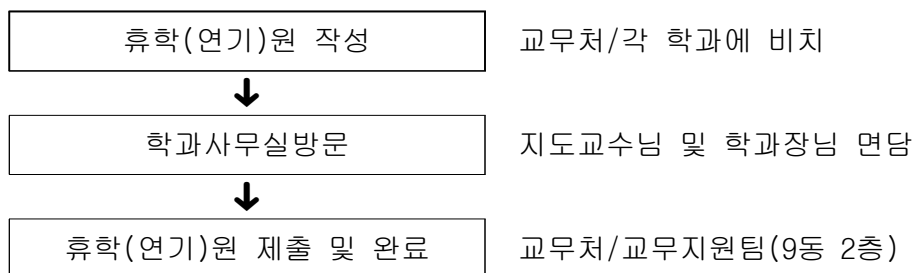 휴학(연기)원 작성 교무처/각 학과에 비치
학과사무실방문 지도교수님 및 학과장님 면담
휴학(연기)원 제출 및 완료 교무처/교무지원팀(9동 2층)